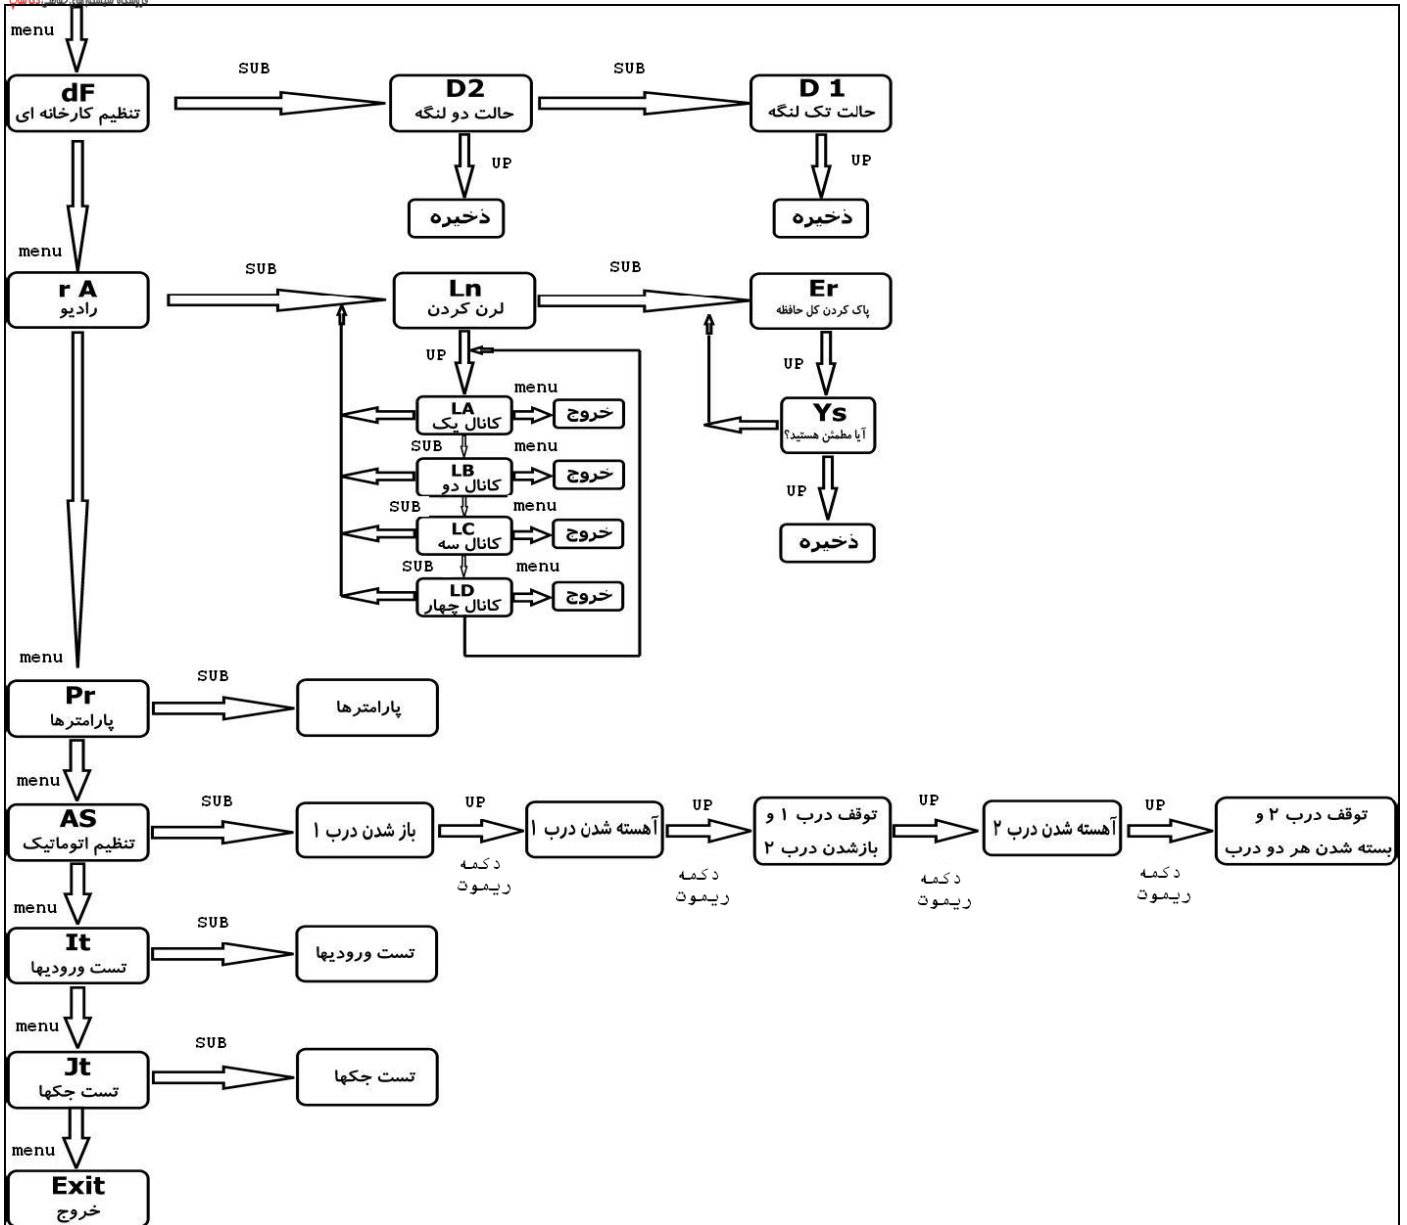 menu
SUB
SUB
dF
تنظیم کارخانه ای
D2
حالت دو لنگه
D 1
حالت تک لنگه
UP
UP
ذخیره
ذخیره
menu
SUB
SUB
r A
رادیو
Ln
لرن کردن
Er
پاک کردن کل حافظه
UP
UP
LA
کانال یک
menu
خروج
Ys
آیا مطمئن هستید؟
SUB
LB
کانال دو
menu
خروج
UP
SUB
LC
کانال سه
menu
خروج
ذخیره
SUB
LD
کانال چهار
menu
خروج
menu
SUB
Pr
پارامترها
پارامترها
menu
SUB
UP
UP
UP
UP
AS
تنظیم اتوماتیک
باز شدن درب ۱
آهسته شدن درب ۱
توقف درب ۱ و
بازشدن درب ۲
آهسته شدن درب ۲
توقف درب ۲ و
بسته شدن هر دو درب
دکمه
ریموت
دکمه
ریموت
دکمه
ریموت
دکمه
ریموت
menu
SUB
It
تست ورودیها
تست ورودیها
menu
SUB
Jt
تست جکها
تست جکها
menu
Exit
خروج